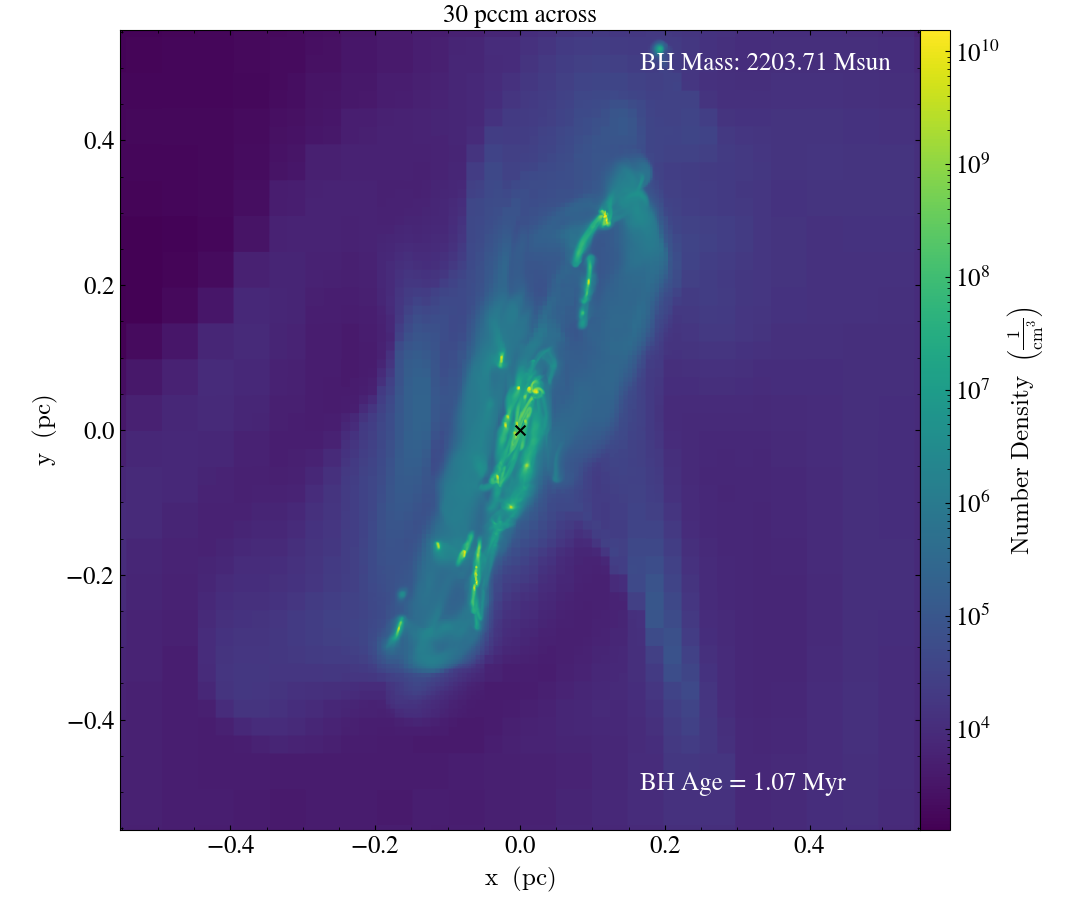 30 pccm across
BH Mass: 2203.71 Msun
BH Age = 1.07 Myr
0.4
0.2
0.0
−0.2
−0.4
y (pc)
−0.4
−0.2
0.0
0.2
0.4
x (pc)
10^10
10^9
10^8
10^7
10^6
10^5
10^4
Number Density (1/cm^3)